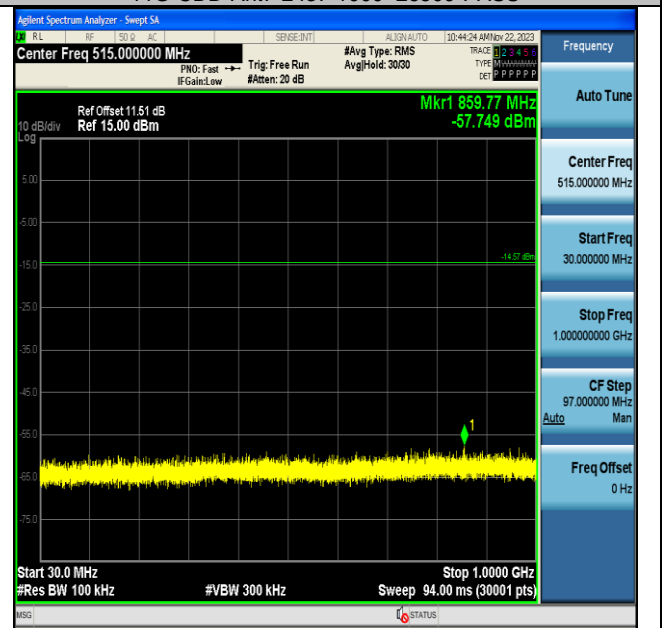 Agilent Spectrum Analyzer - Swept SA
LXI RL RF 50 Ω AC SENSE:INT ALIGN AUTO 10:44:24 AM Nov 22, 2023
Center Freq 515.000000 MHz #Avg Type: RMS TRACE 1 2 3 4 5 6
PNO: Fast Trig: Free Run Avg|Hold: 30/30 TYPE M
IFGain:Low #Atten: 20 dB DET P P P P P P
Frequency
Auto Tune
Ref Offset 11.51 dB Mkr1 859.77 MHz
10 dB/div Ref 15.00 dBm -57.749 dBm
Log
5.00
-5.00
-14.57 dBm
-15.0
-25.0
-35.0
-45.0
1
-55.0
-65.0
-75.0
Start 30.0 MHz Stop 1.0000 GHz
#Res BW 100 kHz #VBW 300 kHz Sweep 94.00 ms (30001 pts)
MSG STATUS
Center Freq
515.000000 MHz
Start Freq
30.000000 MHz
Stop Freq
1.000000000 GHz
CF Step
97.000000 MHz
Auto Man
Freq Offset
0 Hz